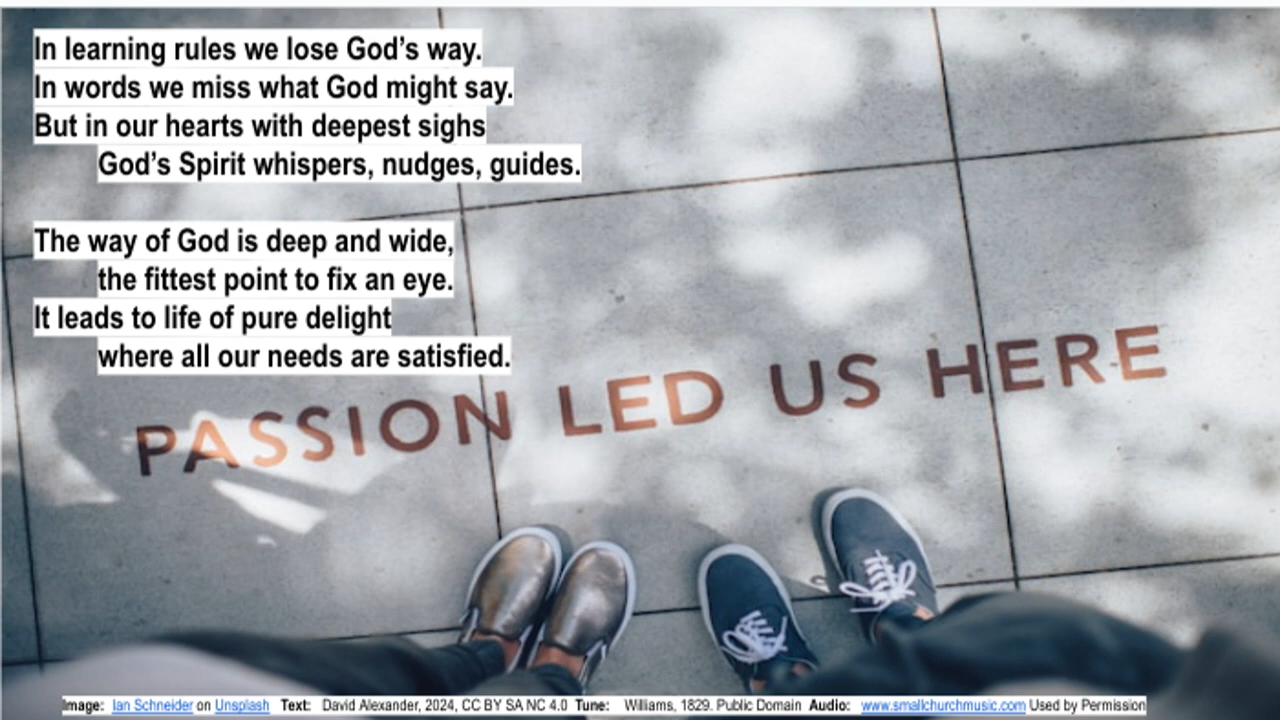 In learning rules we lose God’s way.
In words we miss what God might say.
But in our hearts with deepest sighs
God’s Spirit whispers, nudges, guides.
The way of God is deep and wide,
the fittest point to fix an eye.
It leads to life of pure delight
where all our needs are satisfied.
PASSION LED US HERE
Image: Ian Schneider on Unsplash Text: David Alexander, 2024, CC BY SA NC 4.0 Tune: Williams, 1829. Public Domain Audio: www.smallchurchmusic.com Used by Permission